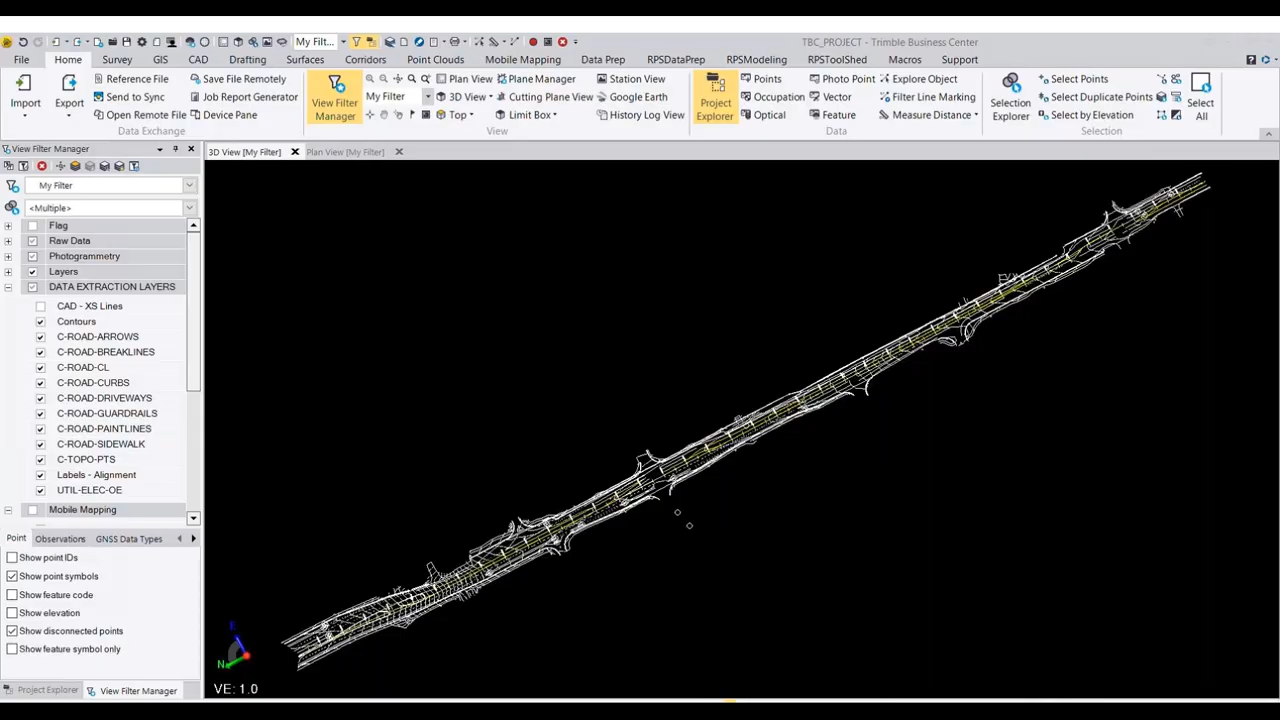 My Filt...
TBC_PROJECT - Trimble Business Center
File Home Survey GIS CAD Drafting Surfaces Corridors Point Clouds Mobile Mapping Data Prep RPSDataPrep RPSModeling RPSToolShed Macros Support
Import
Export
Reference File
Send to Sync
Open Remote File
Save File Remotely
Job Report Generator
Device Pane
Data Exchange
View Filter
Manager
My Filter
Plan View
3D View
Top
Plane Manager
Cutting Plane View
Limit Box
Station View
Google Earth
History Log View
View
Project
Explorer
Points
Occupation
Optical
Photo Point
Vector
Feature
Explore Object
Filter Line Marking
Measure Distance
Data
Selection
Explorer
Select Points
Select Duplicate Points
Select by Elevation
Select
All
Selection
View Filter Manager
3D View [My Filter]
Plan View [My Filter]
My Filter
<Multiple>
Flag
Raw Data
Photogrammetry
Layers
DATA EXTRACTION LAYERS
CAD - XS Lines
Contours
C-ROAD-ARROWS
C-ROAD-BREAKLINES
C-ROAD-CL
C-ROAD-CURBS
C-ROAD-DRIVEWAYS
C-ROAD-GUARDRAILS
C-ROAD-PAINTLINES
C-ROAD-SIDEWALK
C-TOPO-PTS
Labels - Alignment
UTIL-ELEC-OE
Mobile Mapping
Point Observations GNSS Data Types
Show point IDs
Show point symbols
Show feature code
Show elevation
Show disconnected points
Show feature symbol only
Project Explorer View Filter Manager
E
N
VE: 1.0